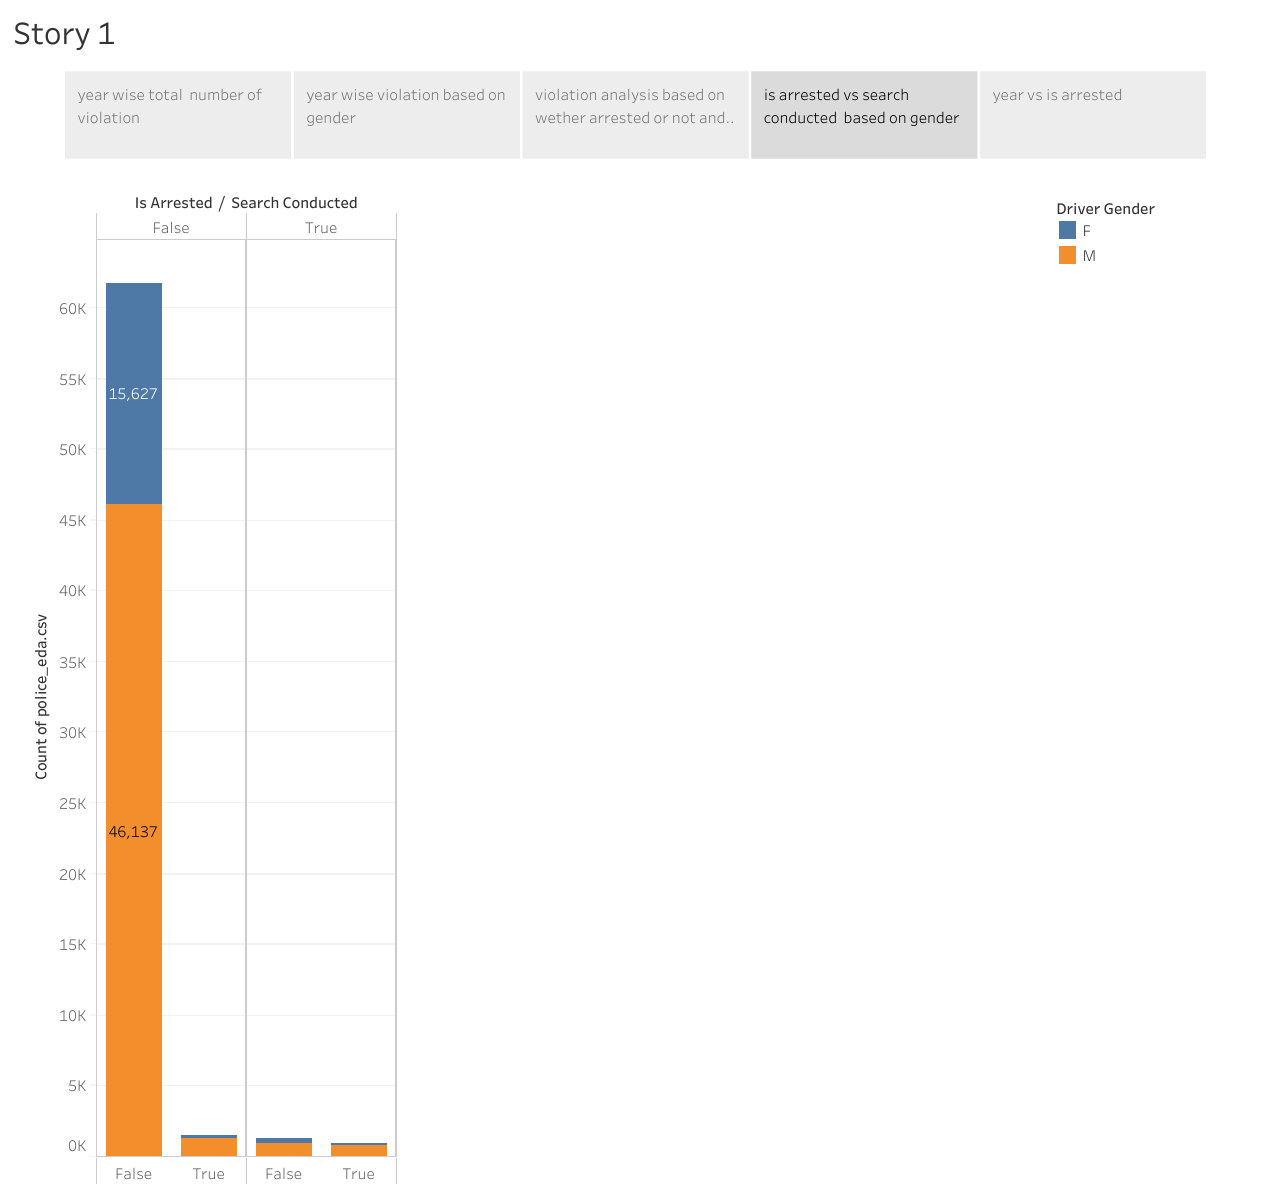 Story 1
year wise total  number of
violation
year wise violation based on
gender
violation analysis based on
wether arrested or not and..
is arrested vs search
conducted  based on gender
year vs is arrested
Is Arrested / Search Conducted
False
True
Driver Gender
F
M
60K
55K
50K
45K
40K
35K
30K
25K
20K
15K
10K
5K
0K
Count of police_eda.csv
15,627
46,137
False
True
False
True